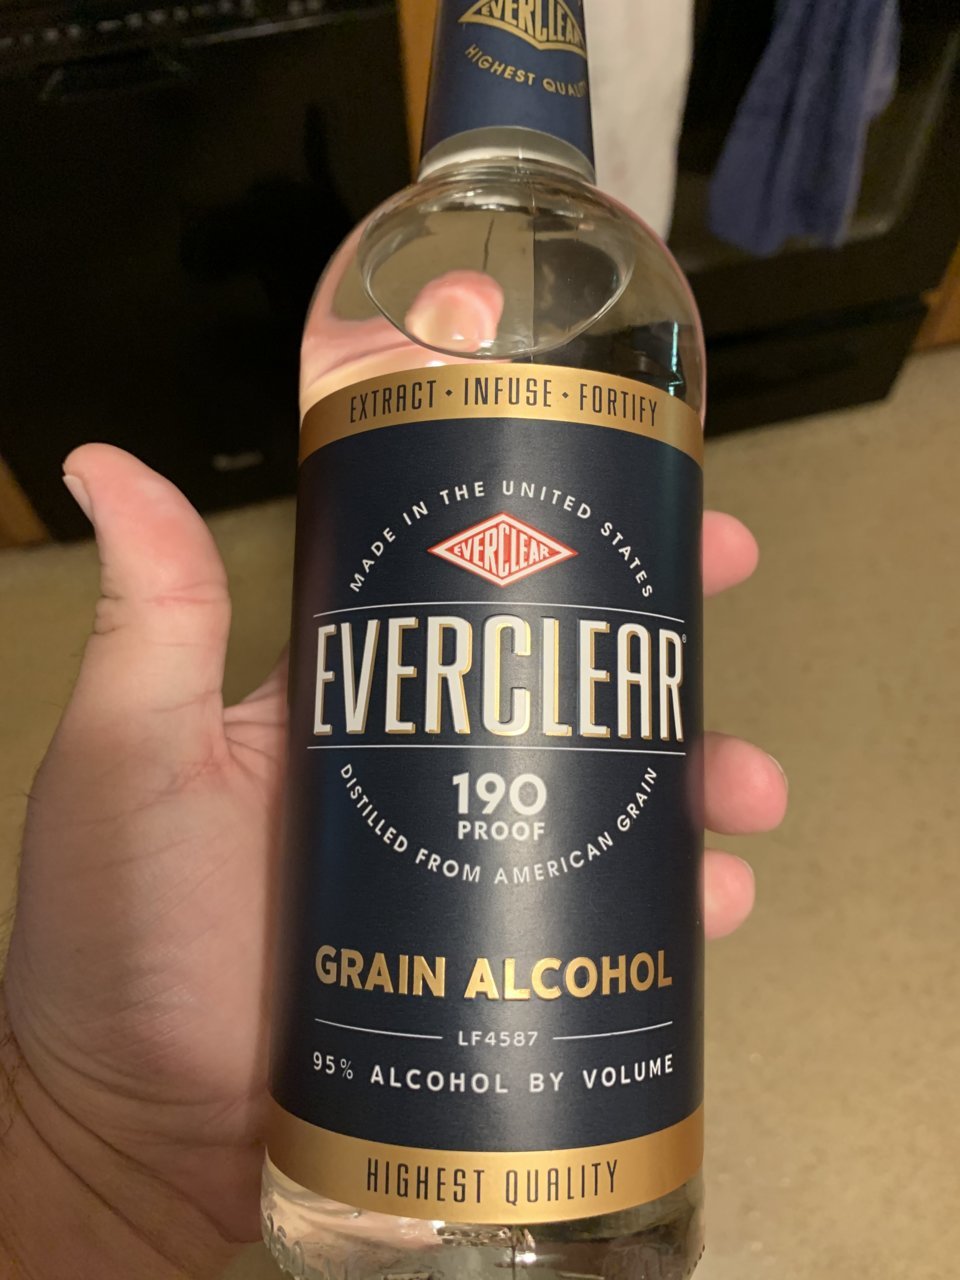 EVERCLEAR
HIGHEST QUALITY
EXTRACT • INFUSE • FORTIFY
MADE IN THE UNITED STATES
EVERCLEAR
EVERCLEAR®
190
PROOF
DISTILLED FROM AMERICAN GRAIN
GRAIN ALCOHOL
LF4587
95% ALCOHOL BY VOLUME
HIGHEST QUALITY